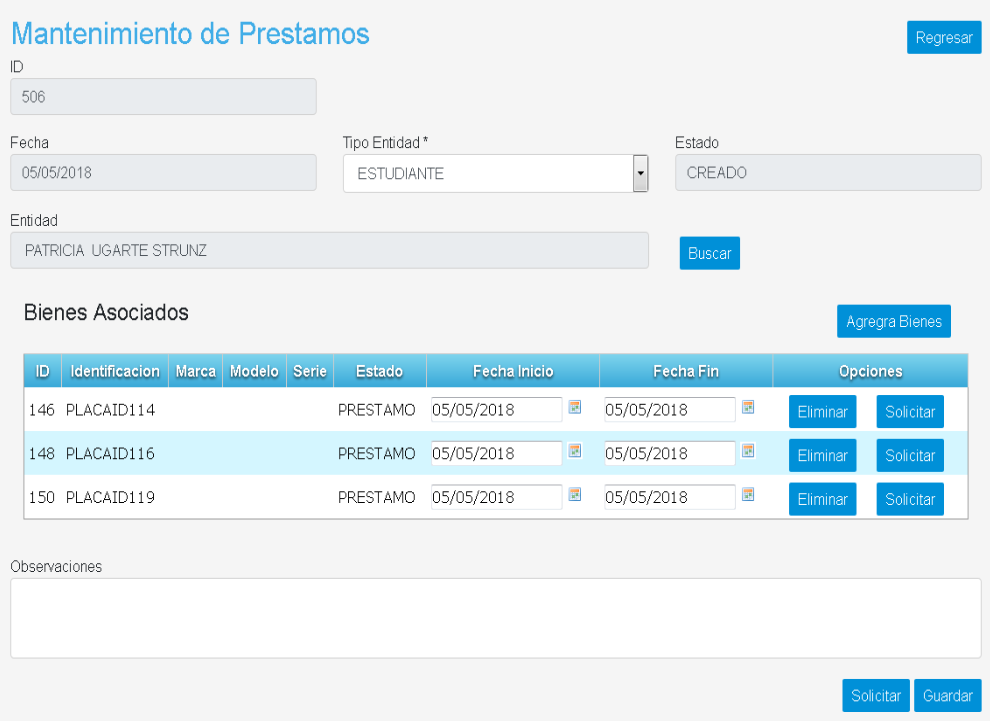 Mantenimiento de Prestamos
Regresar
ID
506
Fecha
Tipo Entidad *
Estado
05/05/2018
ESTUDIANTE
CREADO
Entidad
PATRICIA UGARTE STRUNZ
Buscar
Bienes Asociados
Agregra Bienes
ID Identificacion Marca Modelo Serie Estado Fecha Inicio Fecha Fin Opciones
146 PLACAID114 PRESTAMO 05/05/2018 05/05/2018 Eliminar Solicitar
148 PLACAID116 PRESTAMO 05/05/2018 05/05/2018 Eliminar Solicitar
150 PLACAID119 PRESTAMO 05/05/2018 05/05/2018 Eliminar Solicitar
Observaciones
Solicitar Guardar